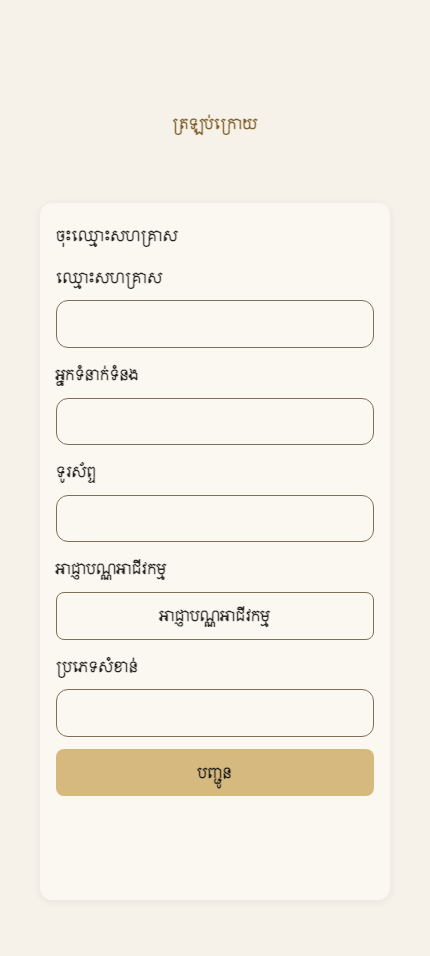 ត្រឡប់ក្រោយ
ចុះឈ្មោះសហគ្រាស
ឈ្មោះសហគ្រាស
អ្នកទំនាក់ទំនង
ទូរស័ព្ទ
អាជ្ញាបណ្ណអាជីវកម្ម
អាជ្ញាបណ្ណអាជីវកម្ម
ប្រភេទសំខាន់
បញ្ជូន